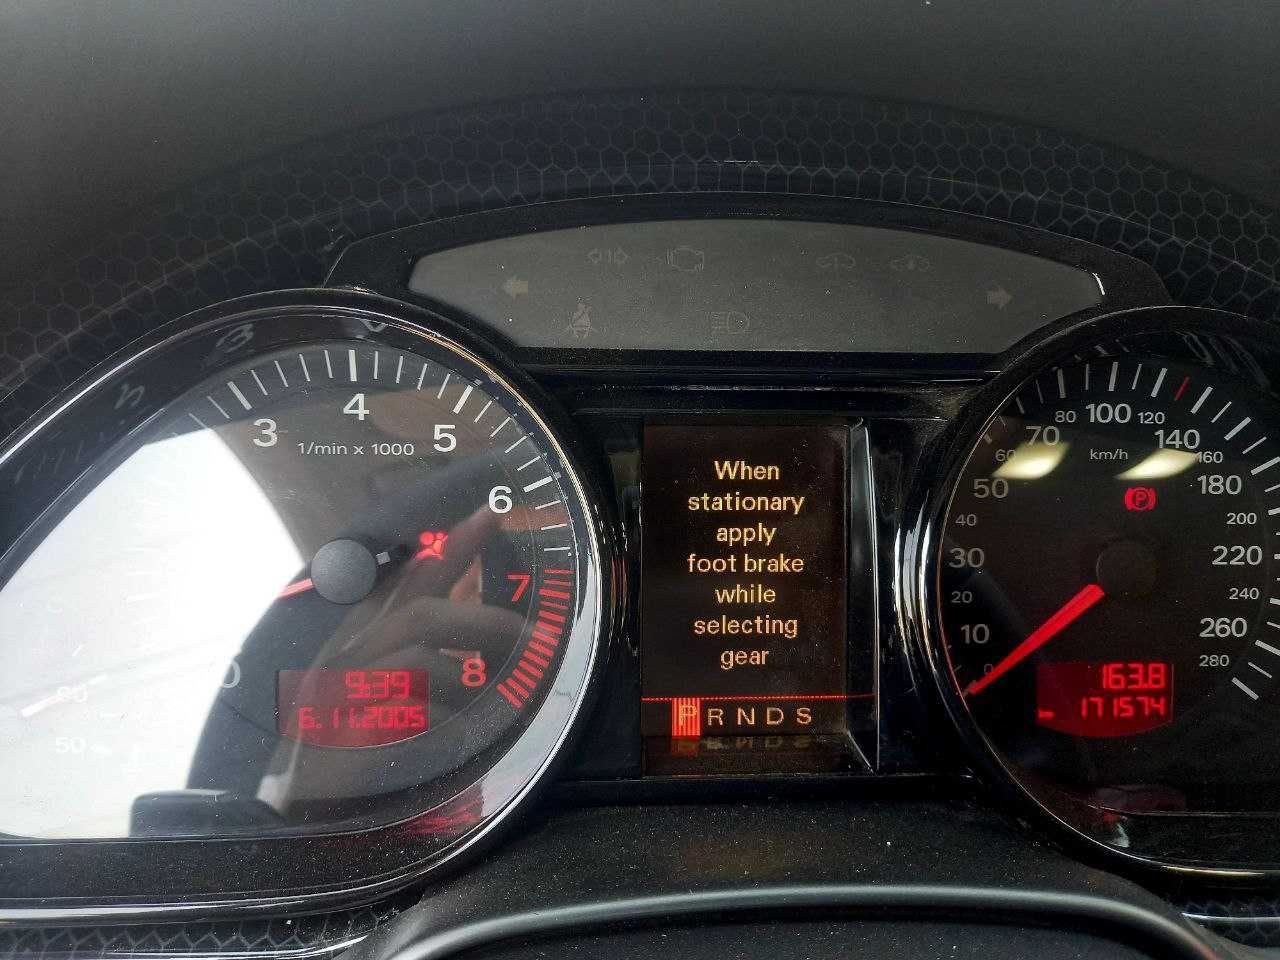 3
4
5
6
7
8
1/min x 1000
9:39
6.11.2005
50
When
stationary
apply
foot brake
while
selecting
gear
P R N D S
0
10
20
30
40
50
60
70
80
100
120
140
160
180
200
220
240
260
280
km/h
P
163.8
km 171574